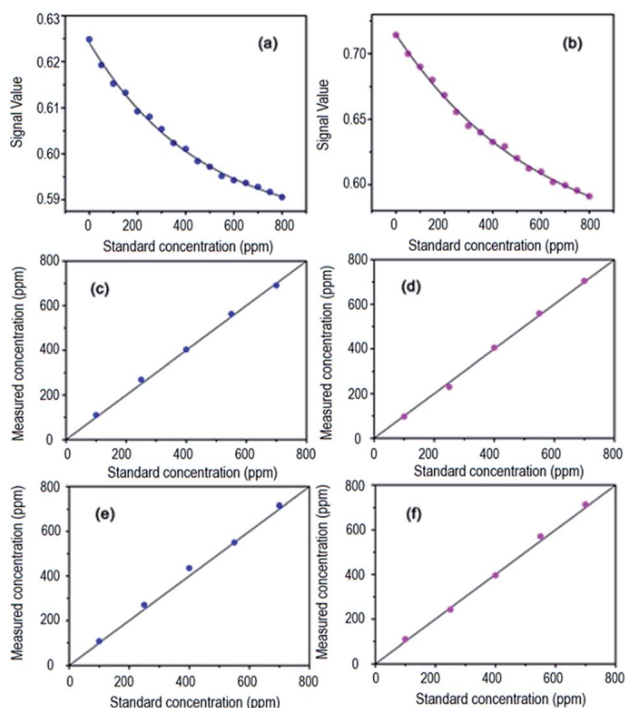 0.63
0.62
0.61
0.60
0.59
Signal Value
(a)
0 200 400 600 800
Standard concentration (ppm)
0.70
0.65
0.60
Signal Value
(b)
0 200 400 600 800
Standard concentration (ppm)
800
600
400
200
0
Measured concentration (ppm)
(c)
0 200 400 600 800
Standard concentration (ppm)
800
600
400
200
0
Measured concentration (ppm)
(d)
0 200 400 600 800
Standard concentration (ppm)
800
600
400
200
0
Measured concentration (ppm)
(e)
0 200 400 600 800
Standard concentration (ppm)
800
600
400
200
0
Measured concentration (ppm)
(f)
0 200 400 600 800
Standard concentration (ppm)